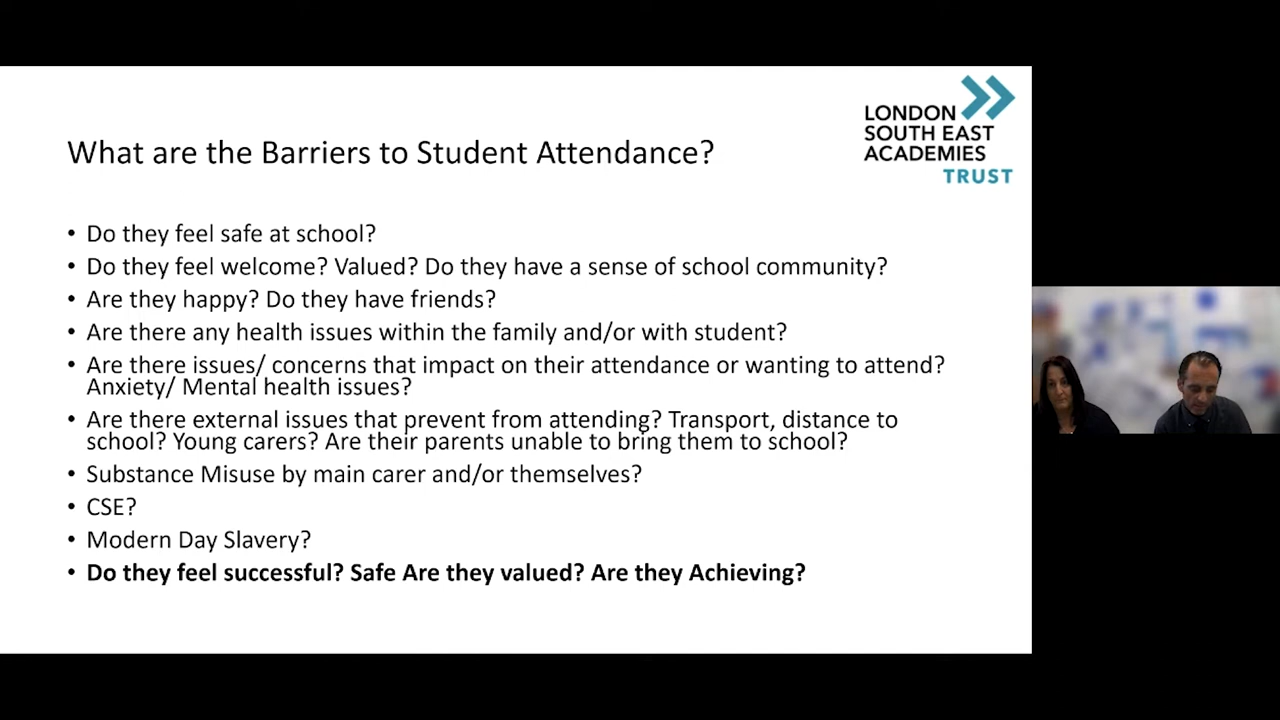 LONDON
SOUTH EAST
ACADEMIES
TRUST
What are the Barriers to Student Attendance?
• Do they feel safe at school?
• Do they feel welcome? Valued? Do they have a sense of school community?
• Are they happy? Do they have friends?
• Are there any health issues within the family and/or with student?
• Are there issues/ concerns that impact on their attendance or wanting to attend?
Anxiety/ Mental health issues?
• Are there external issues that prevent from attending? Transport, distance to
school? Young carers? Are their parents unable to bring them to school?
• Substance Misuse by main carer and/or themselves?
• CSE?
• Modern Day Slavery?
• Do they feel successful? Safe Are they valued? Are they Achieving?